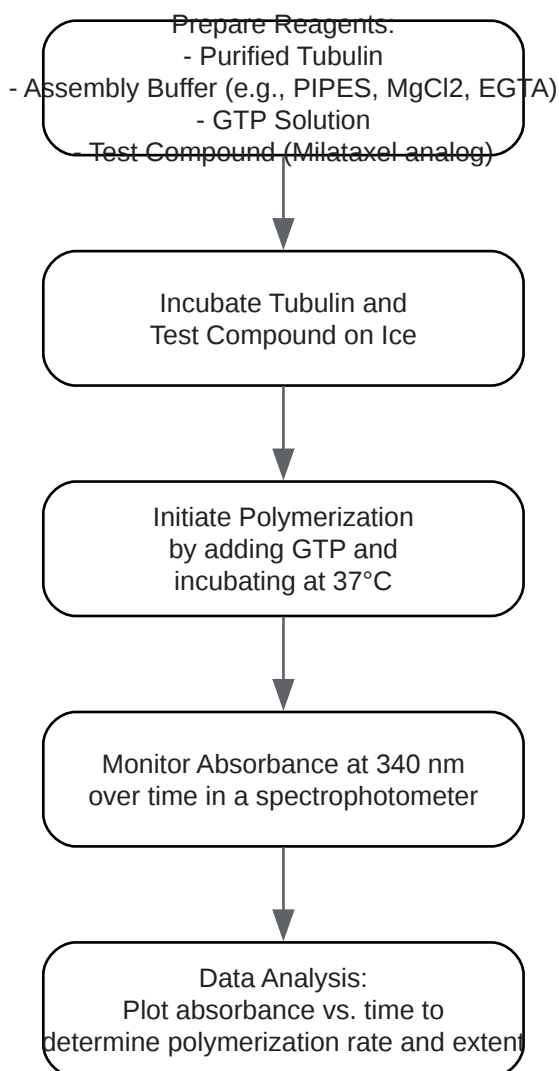 Prepare Reagents:
- Purified Tubulin
- Assembly Buffer (e.g., PIPES, MgCl2, EGTA)
- GTP Solution
- Test Compound (Milataxel analog)
Incubate Tubulin and
Test Compound on Ice
Initiate Polymerization
by adding GTP and
incubating at 37°C
Monitor Absorbance at 340 nm
over time in a spectrophotometer
Data Analysis:
Plot absorbance vs. time to
determine polymerization rate and extent